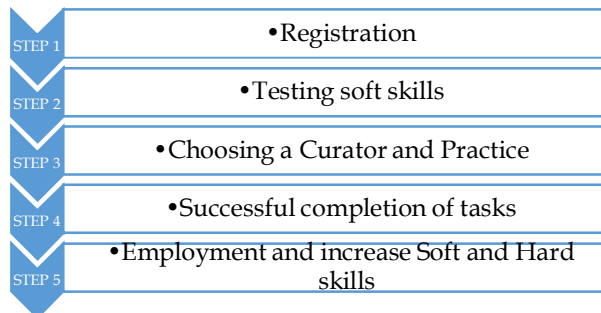 STEP 1
•Registration
STEP 2
•Testing soft skills
STEP 3
•Choosing a Curator and Practice
STEP 4
•Successful completion of tasks
STEP 5
•Employment and increase Soft and Hard
skills